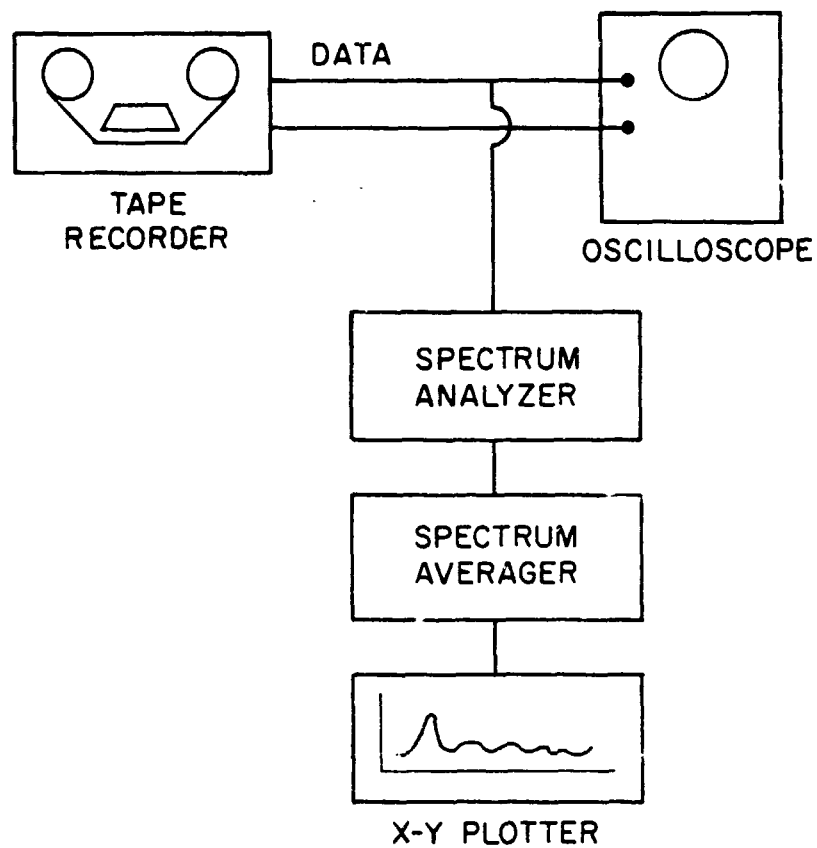 DATA
TAPE
RECORDER
OSCILLOSCOPE
SPECTRUM
ANALYZER
SPECTRUM
AVERAGER
X-Y PLOTTER